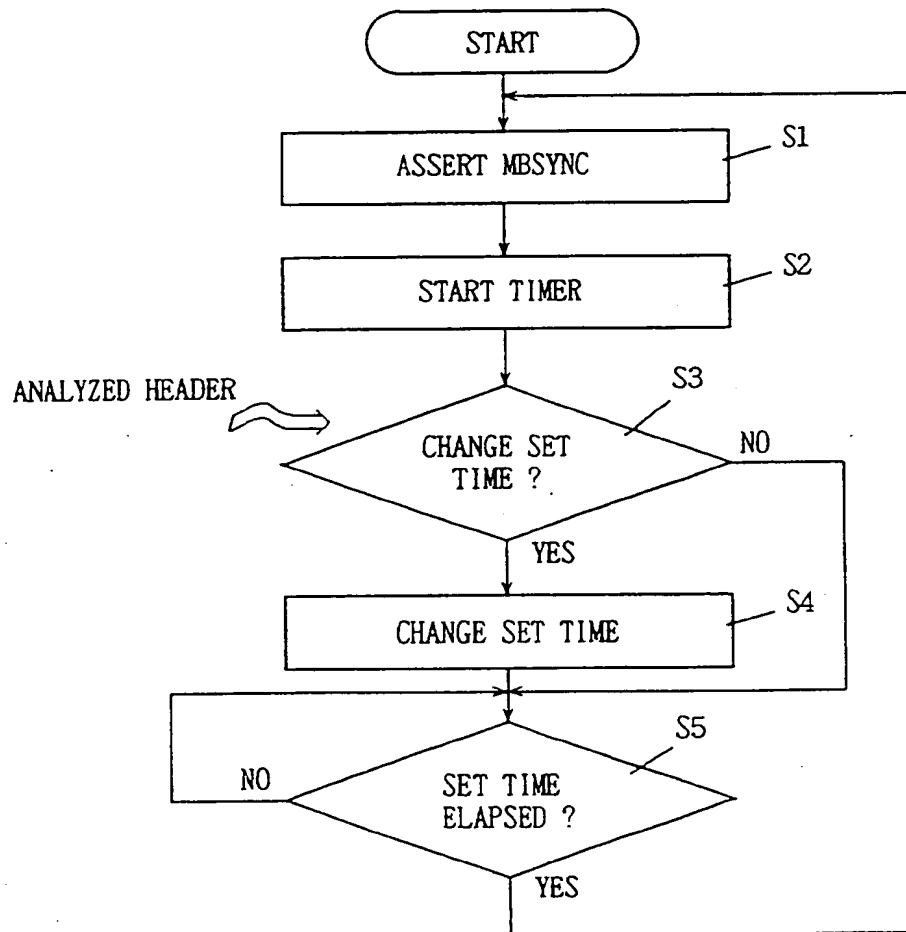 START
S1
ASSERT MBSYNC
S2
START TIMER
ANALYZED HEADER
S3
CHANGE SET
TIME ?
NO
YES
S4
CHANGE SET TIME
S5
NO
SET TIME
ELAPSED ?
YES